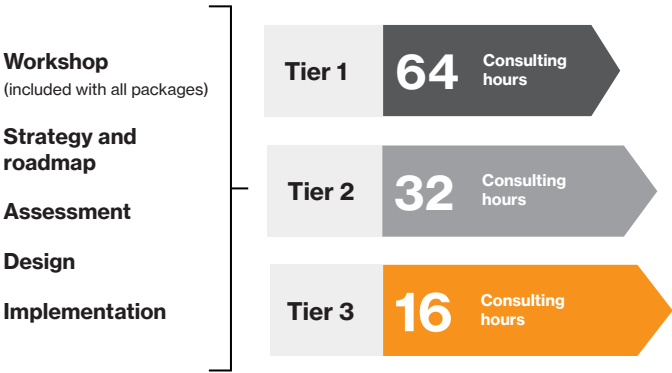 Workshop
(included with all packages)
Strategy and
roadmap
Assessment
Design
Implementation
Tier 1
64
Consulting
hours
Tier 2
32
Consulting
hours
Tier 3
16
Consulting
hours